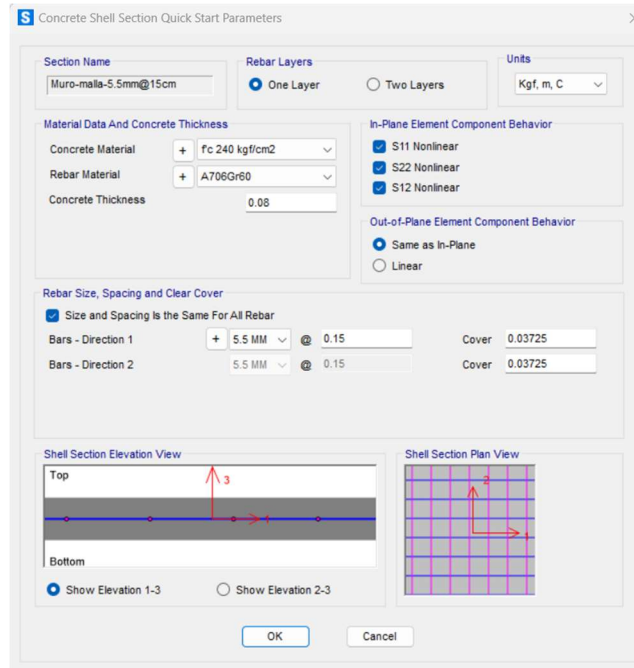 S Concrete Shell Section Quick Start Parameters
Section Name
Muro-malla-5.5mm@15cm
Rebar Layers
One Layer Two Layers
Units
Kgf, m, C
Material Data And Concrete Thickness
Concrete Material + f'c 240 kgf/cm2
Rebar Material + A706Gr60
Concrete Thickness 0.08
In-Plane Element Component Behavior
S11 Nonlinear
S22 Nonlinear
S12 Nonlinear
Out-of-Plane Element Component Behavior
Same as In-Plane
Linear
Rebar Size, Spacing and Clear Cover
Size and Spacing Is the Same For All Rebar
Bars - Direction 1 + 5.5 MM @ 0.15 Cover 0.03725
Bars - Direction 2 5.5 MM @ 0.15 Cover 0.03725
Shell Section Elevation View
Top
3
1
Bottom
Show Elevation 1-3 Show Elevation 2-3
Shell Section Plan View
2
1
OK Cancel